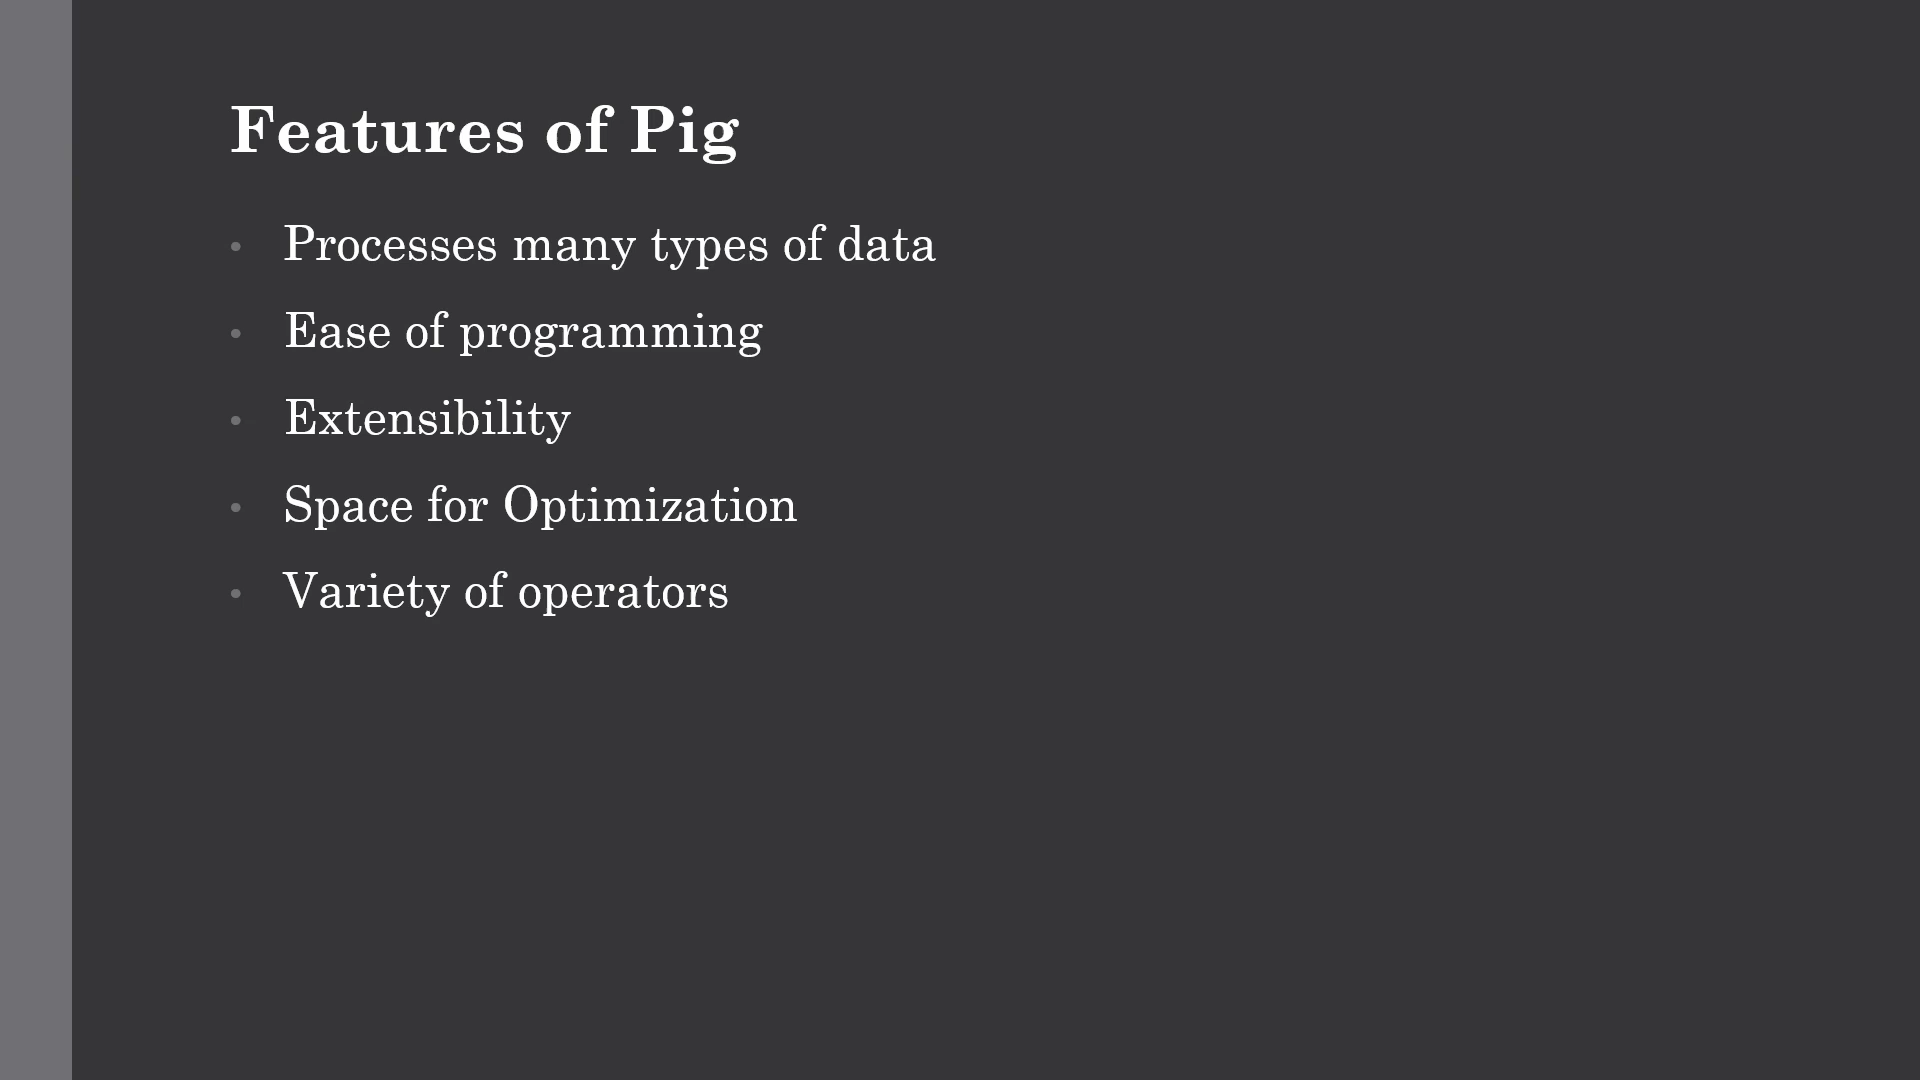 Features of Pig
• Processes many types of data
• Ease of programming
• Extensibility
• Space for Optimization
• Variety of operators